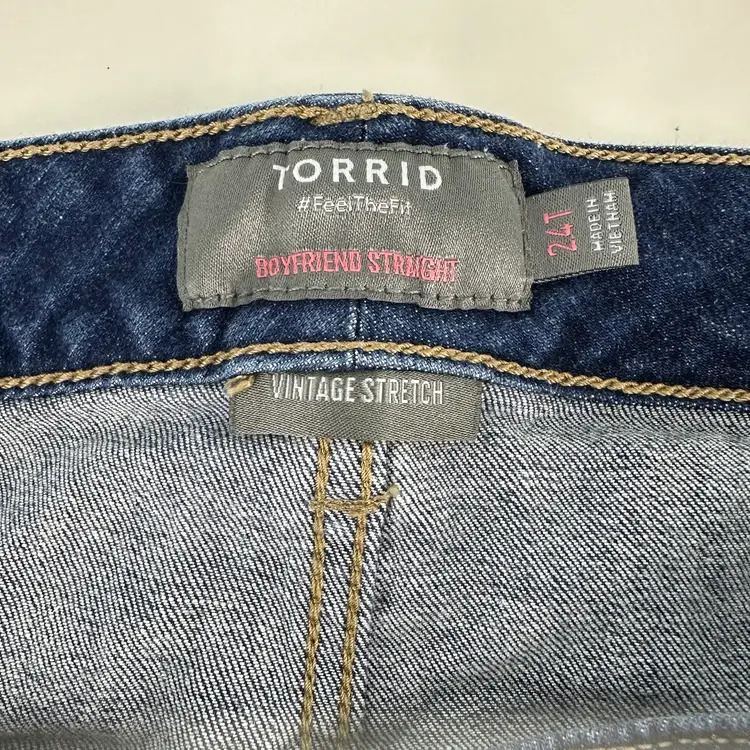 TORRID
#FeelTheFit
BOYFRIEND STRAIGHT
24T
MADE IN
VIETNAM
VINTAGE STRETCH